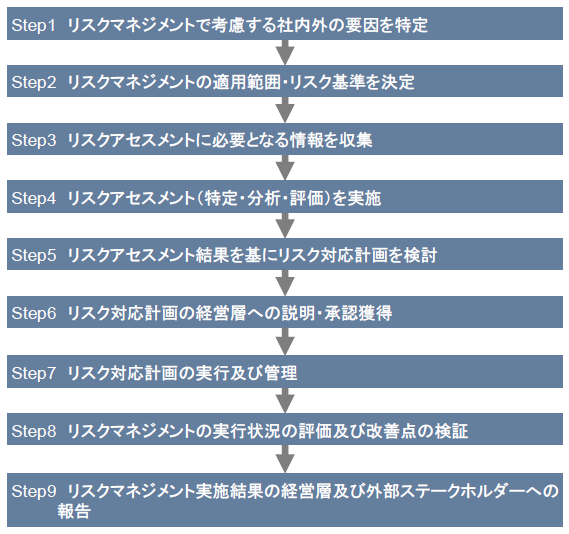 Step1 リスクマネジメントで考慮する社内外の要因を特定
Step2 リスクマネジメントの適用範囲・リスク基準を決定
Step3 リスクアセスメントに必要となる情報を収集
Step4 リスクアセスメント（特定・分析・評価）を実施
Step5 リスクアセスメント結果を基にリスク対応計画を検討
Step6 リスク対応計画の経営層への説明・承認獲得
Step7 リスク対応計画の実行及び管理
Step8 リスクマネジメントの実行状況の評価及び改善点の検証
Step9 リスクマネジメント実施結果の経営層及び外部ステークホルダーへの
報告